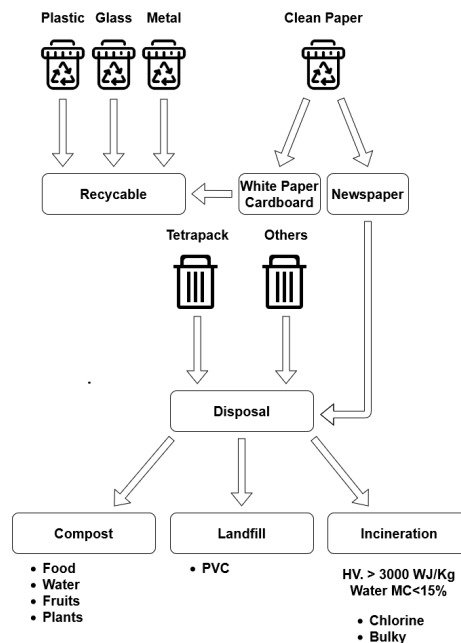 Plastic Glass Metal Clean Paper
Recycable
White Paper
Cardboard
Newspaper
Tetrapack Others
Disposal
Compost Landfill Incineration
• Food
• Water
• Fruits
• Plants
• PVC
HV. > 3000 WJ/Kg
Water MC<15%
• Chlorine
• Bulky